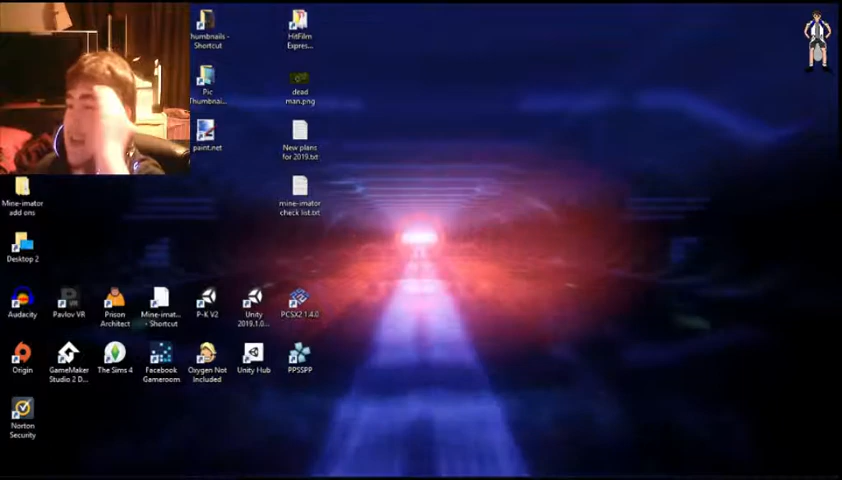 humbnails -
Shortcut
HitFilm
Expres...
Pic
Thumbnai...
dead
man.png
paint.net
New plans
for 2019.txt
Mine-imator
add ons
mine-imator
check list.txt
Desktop 2
Audacity
Pavlov VR
Prison
Architect
Mine-imat...
- Shortcut
P-K V2
Unity
2019.1.0...
PCSX2 1.4.0
Origin
GameMaker
Studio 2 D...
The Sims 4
Facebook
Gameroom
Oxygen Not
Included
Unity Hub
PPSSPP
Norton
Security